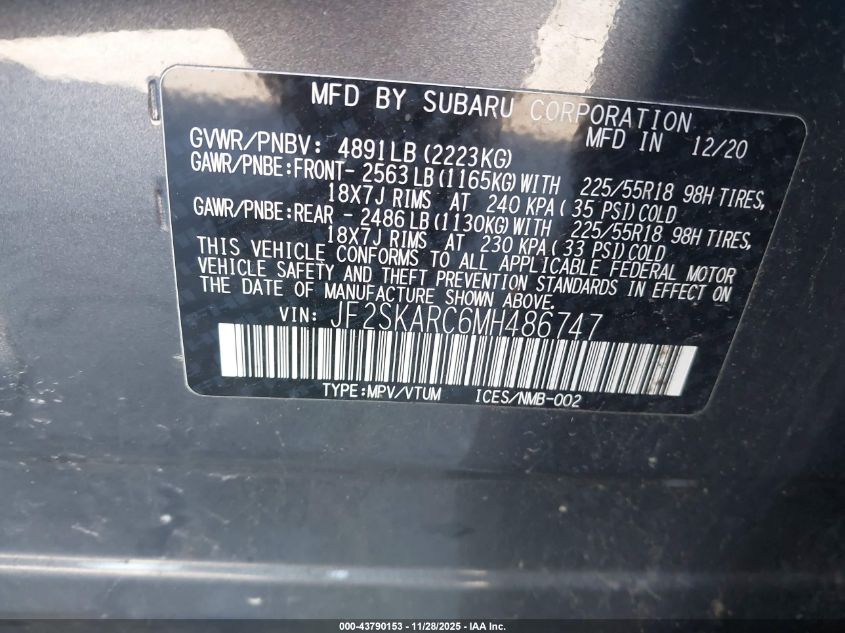 MFD BY SUBARU CORPORATION
MFD IN 12/20
GVWR/PNBV: 4891LB(2223KG)
GAWR/PNBE:FRONT- 2563LB(1165KG)WITH 225/55R18 98H TIRES,
18X7J RIMS AT 240 KPA(35 PSI)COLD
GAWR/PNBE:REAR - 2486LB(1130KG)WITH 225/55R18 98H TIRES,
18X7J RIMS AT 230 KPA(33 PSI)COLD
THIS VEHICLE CONFORMS TO ALL APPLICABLE FEDERAL MOTOR
VEHICLE SAFETY AND THEFT PREVENTION STANDARDS IN EFFECT ON
THE DATE OF MANUFACTURE SHOWN ABOVE.
VIN: JF2SKARC6MH486747
TYPE:MPV/VTUM ICES/NMB-002
000-43790153 — 11/28/2025 — IAA Inc.